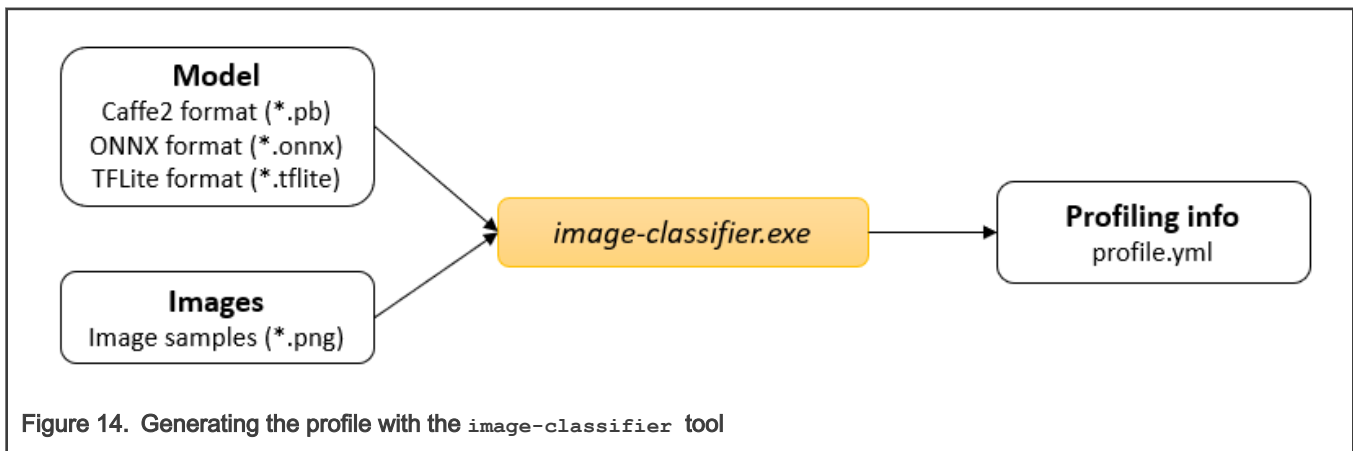 Model
Caffe2 format (*.pb)
ONNX format (*.onnx)
TFLite format (*.tflite)
Images
Image samples (*.png)
image-classifier.exe
Profiling info
profile.yml
Figure 14. Generating the profile with the image-classifier tool